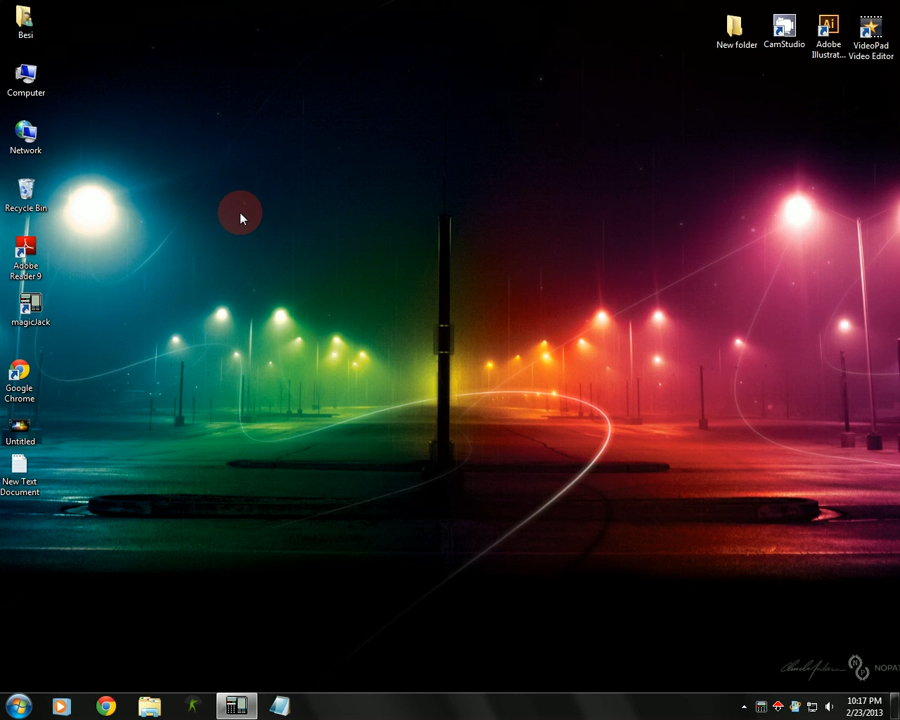 Besi
Computer
Network
Recycle Bin
Adobe
Reader 9
magicJack
Google
Chrome
Untitled
New Text
Document
New folder
CamStudio
Adobe
Illustrat...
VideoPad
Video Editor
Ai
NOPA
10:17 PM
2/23/2013